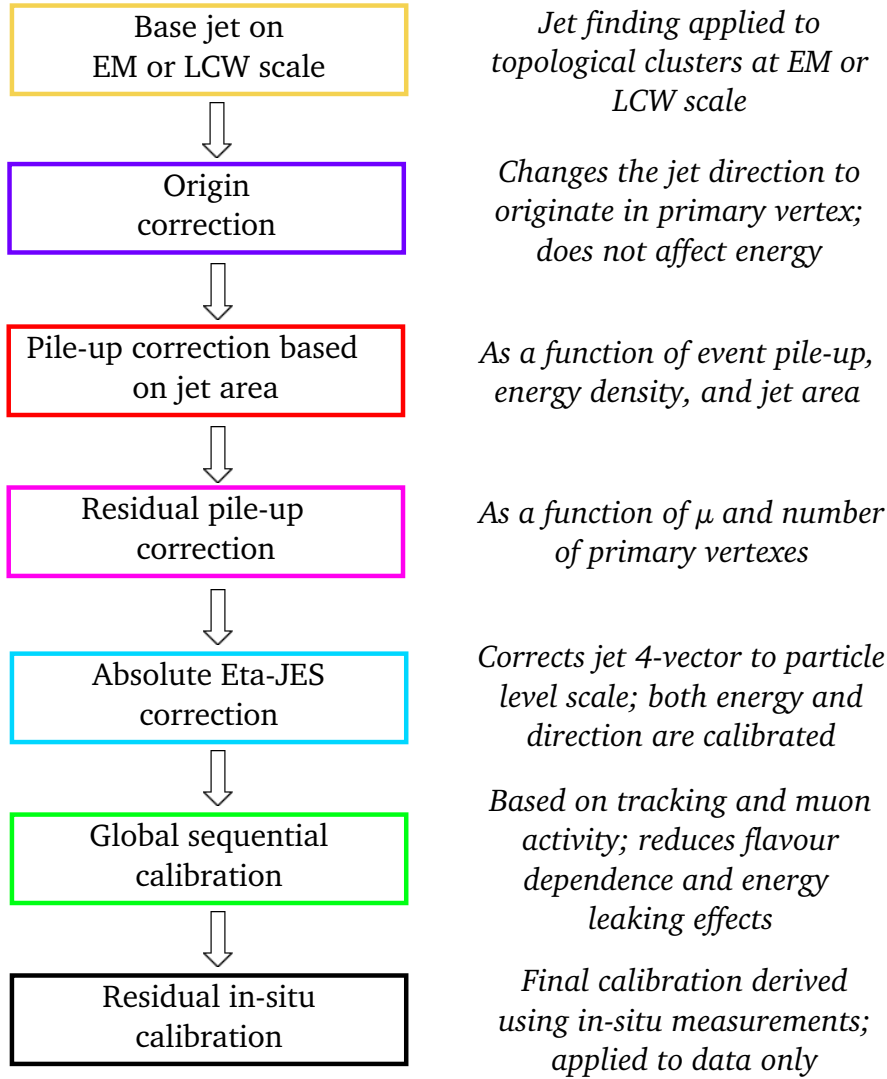 Base jet on
EM or LCW scale
Jet finding applied to
topological clusters at EM or
LCW scale
Origin
correction
Changes the jet direction to
originate in primary vertex;
does not affect energy
Pile-up correction based
on jet area
As a function of event pile-up,
energy density, and jet area
Residual pile-up
correction
As a function of μ and number
of primary vertexes
Absolute Eta-JES
correction
Corrects jet 4-vector to particle
level scale; both energy and
direction are calibrated
Global sequential
calibration
Based on tracking and muon
activity; reduces flavour
dependence and energy
leaking effects
Residual in-situ
calibration
Final calibration derived
using in-situ measurements;
applied to data only